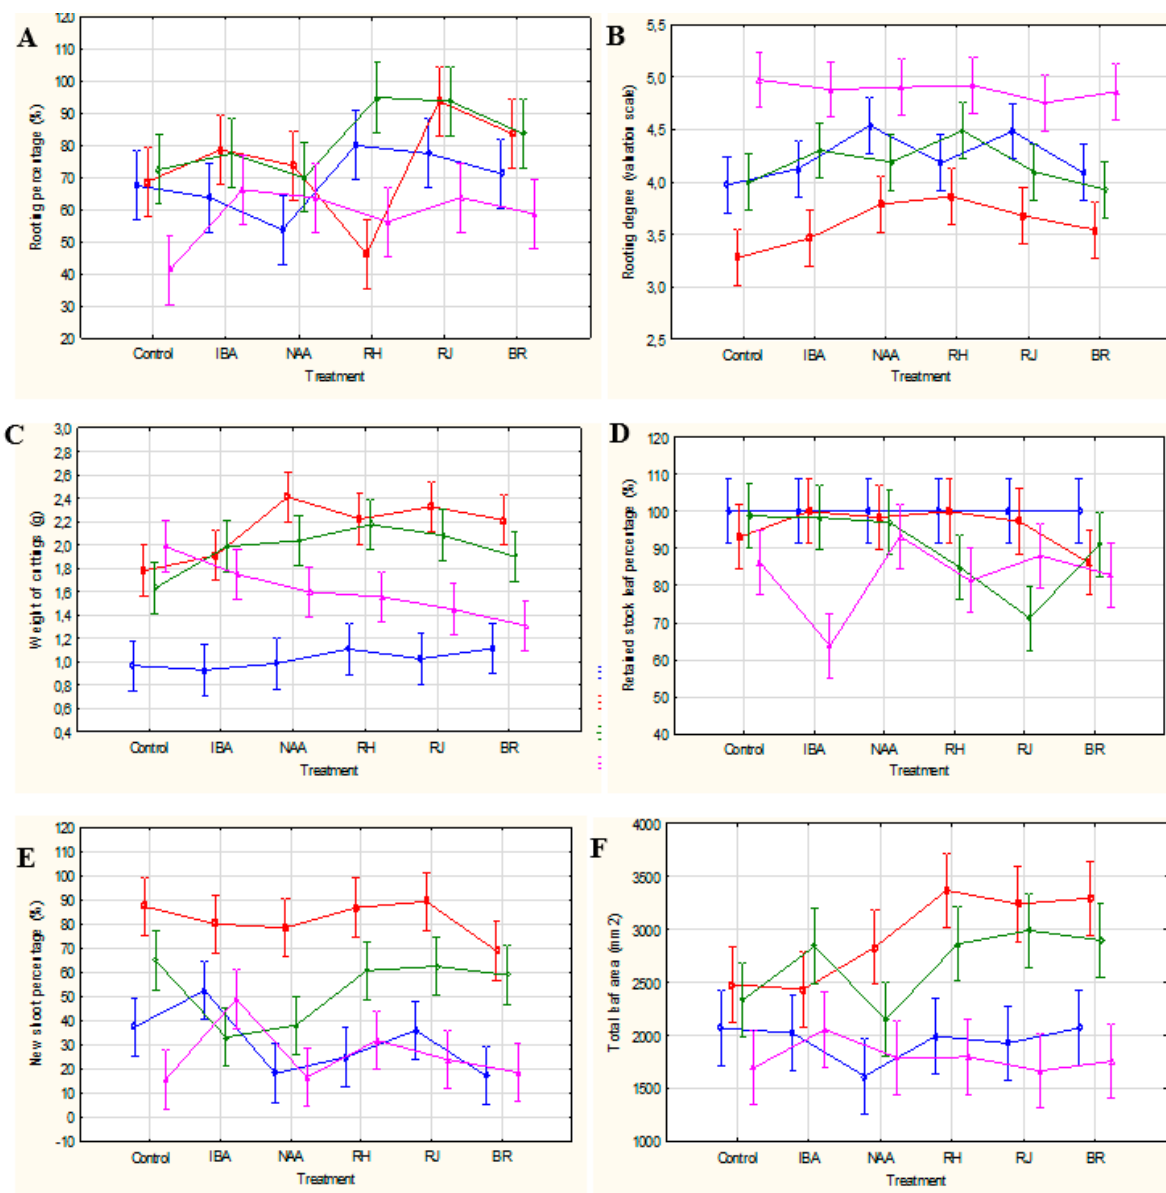 A
Rooting percentage (%)
120
110
100
90
80
70
60
50
40
30
20
Control IBA NAA RH RJ BR
Treatment
B
Rooting degree (valuation scale)
5,5
5,0
4,5
4,0
3,5
3,0
2,5
Control IBA NAA RH RJ BR
Treatment
C
Weight of cuttings (g)
3,0
2,8
2,6
2,4
2,2
2,0
1,8
1,6
1,4
1,2
1,0
0,8
0,6
0,4
Control IBA NAA RH RJ BR
Treatment
D
Retained stock leaf percentage (%)
120
110
100
90
80
70
60
50
40
Control IBA NAA RH RJ BR
Treatment
E
New shoot percentage (%)
120
110
100
90
80
70
60
50
40
30
20
10
0
-10
Control IBA NAA RH RJ BR
Treatment
F
Total leaf area (mm2)
4000
3500
3000
2500
2000
1500
1000
Control IBA NAA RH RJ BR
Treatment